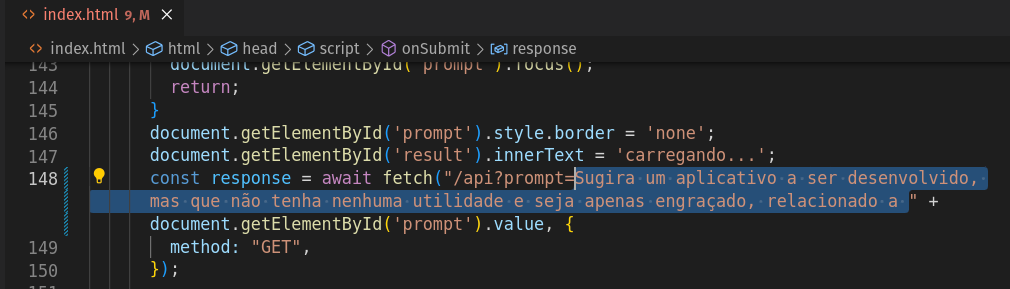 index.html 9, M
index.html > html > head > script > onSubmit > response
143 document.getElementById('prompt').focus();
144 return;
145 }
146 document.getElementById('prompt').style.border = 'none';
147 document.getElementById('result').innerText = 'carregando...';
148 const response = await fetch("/api?prompt=Sugira um aplicativo a ser desenvolvido,
mas que não tenha nenhuma utilidade e seja apenas engraçado, relacionado a " +
document.getElementById('prompt').value, {
149 method: "GET",
150 });
151